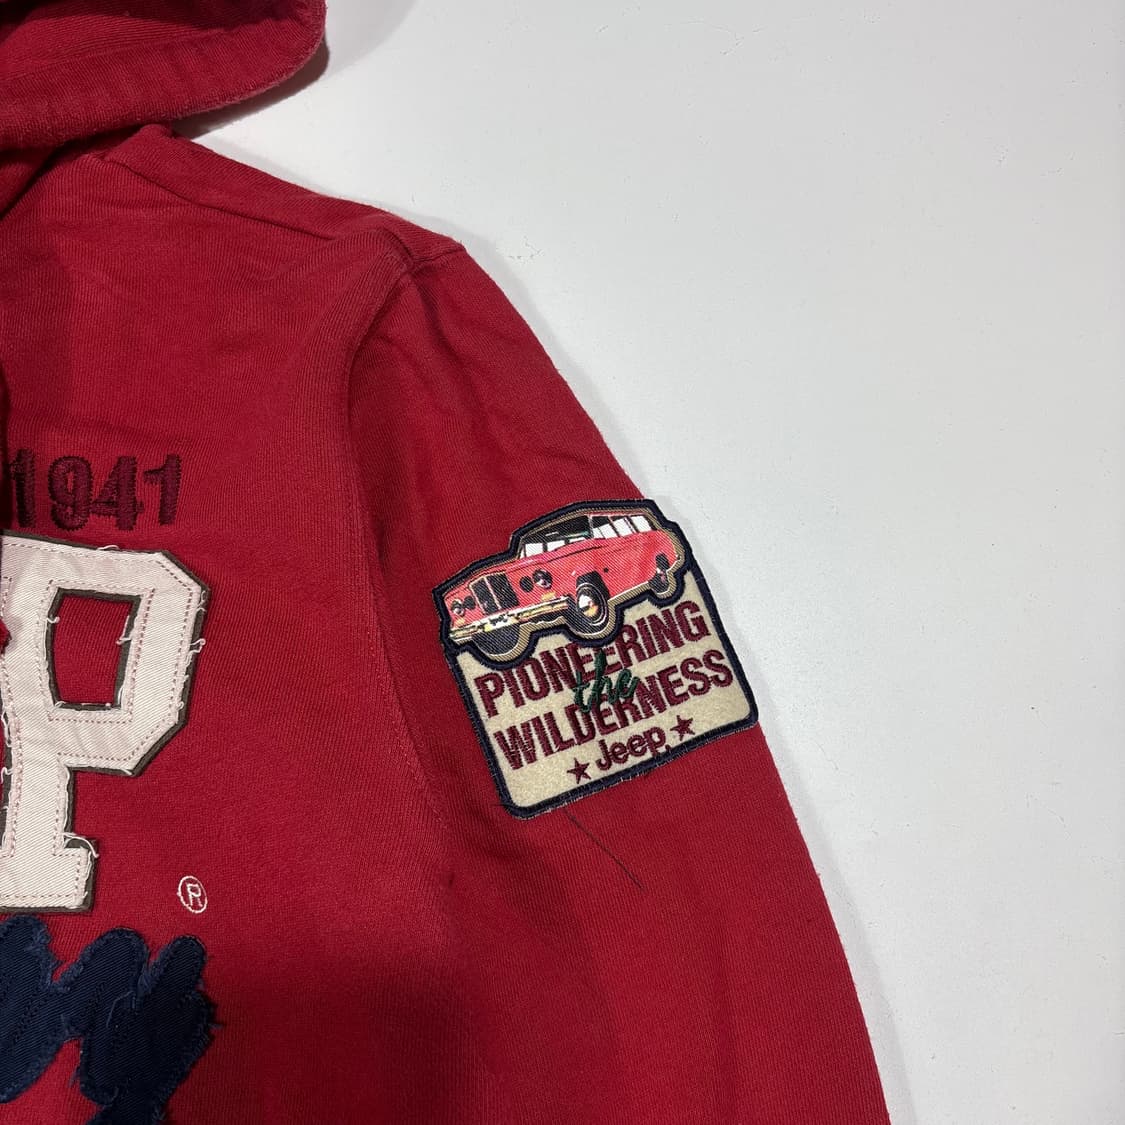 1941
P
®
PIONEERING
the
WILDERNESS
Jeep